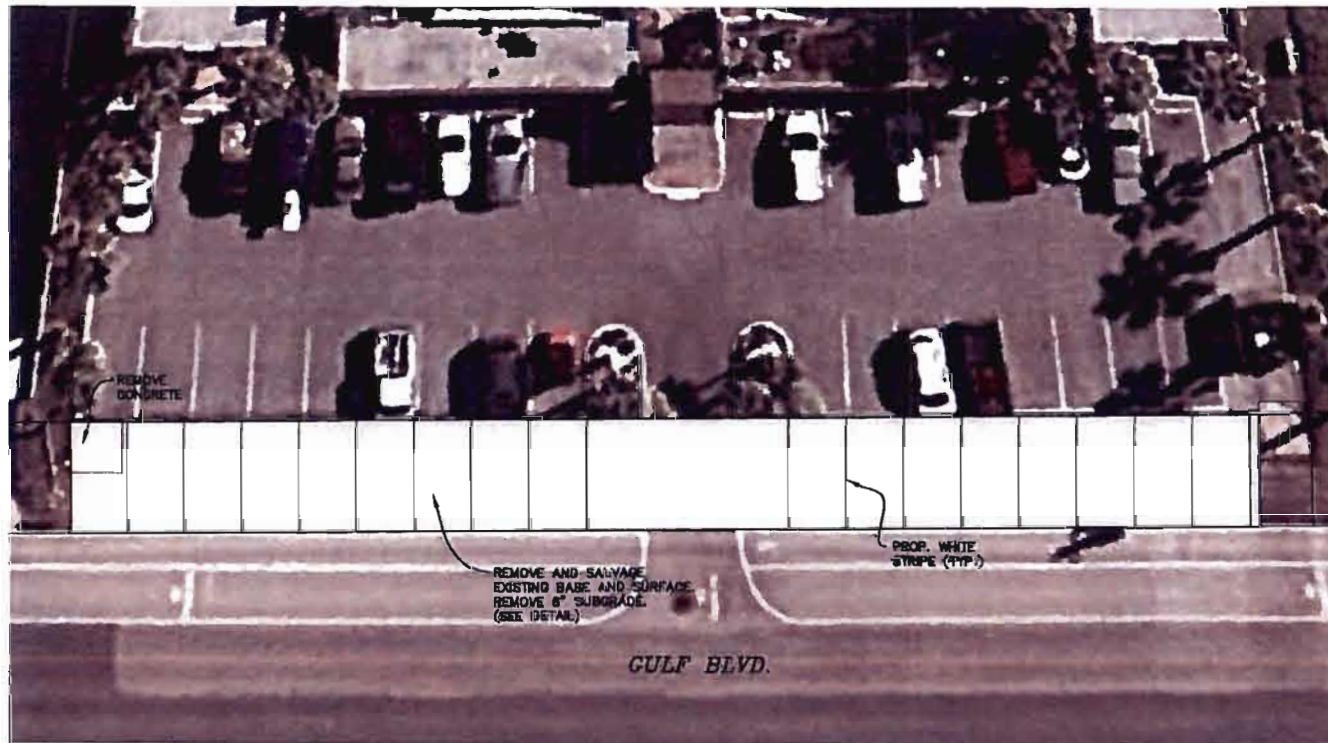 REMOVE
CONCRETE
REMOVE AND SALVAGE
EXISTING BASE AND SURFACE.
REMOVE 6" SUBGRADE.
(SEE DETAIL)
PROP. WHITE
STRIPE (TYP.)
GULF BLVD.